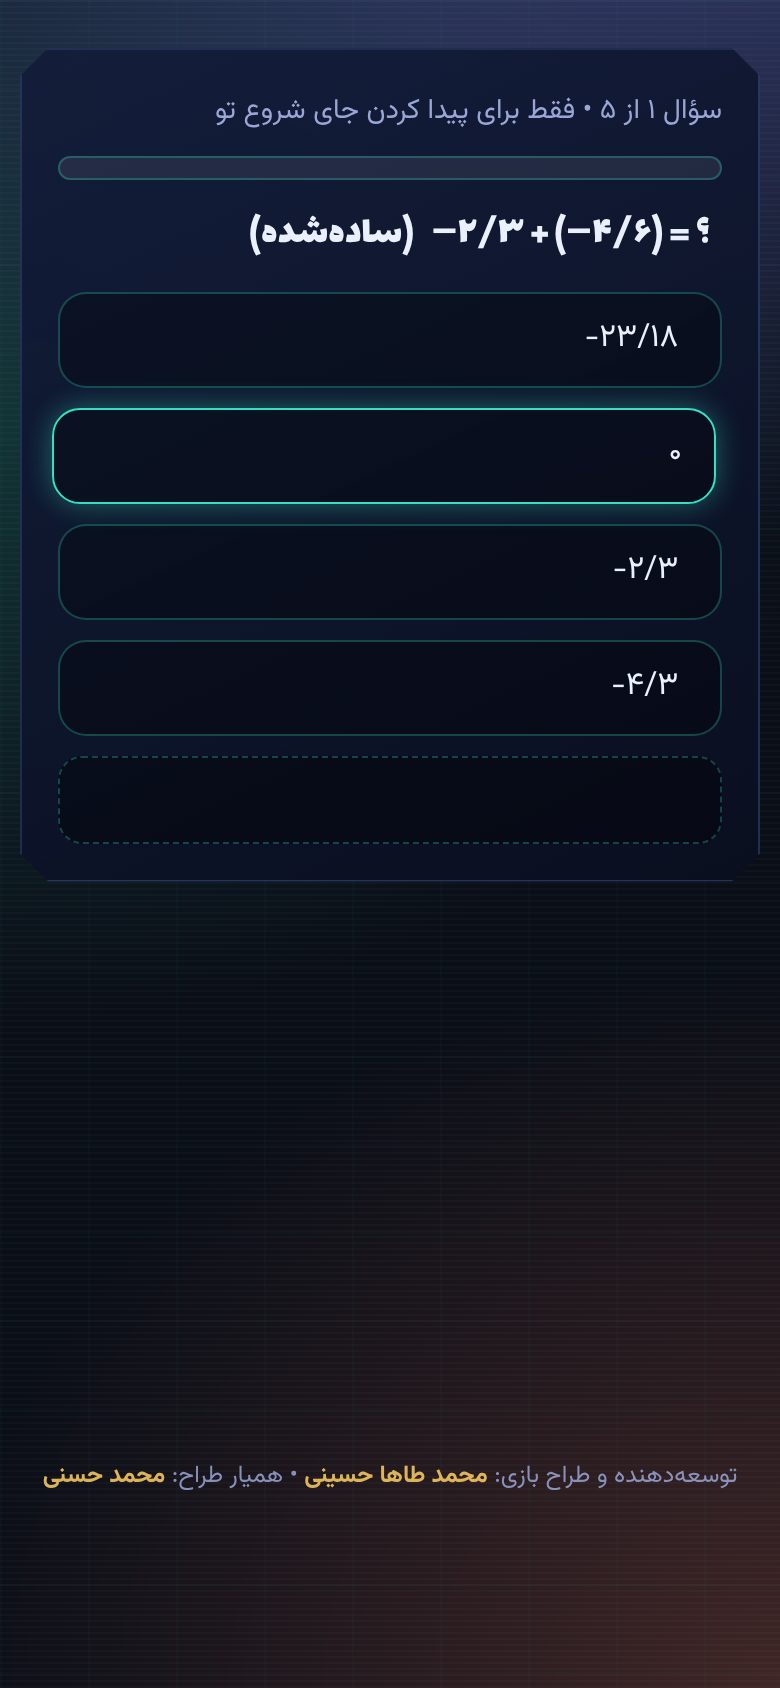 سؤال ۱ از ۵ • فقط برای پیدا کردن جای شروع تو
−۲/۳ + (−۴/۶) = ؟ (ساده‌شده)
-۲۳/۱۸
۰
-۲/۳
-۴/۳
توسعه‌دهنده و طراح بازی: محمد طاها حسینی • همیار طراح: محمد حسنی